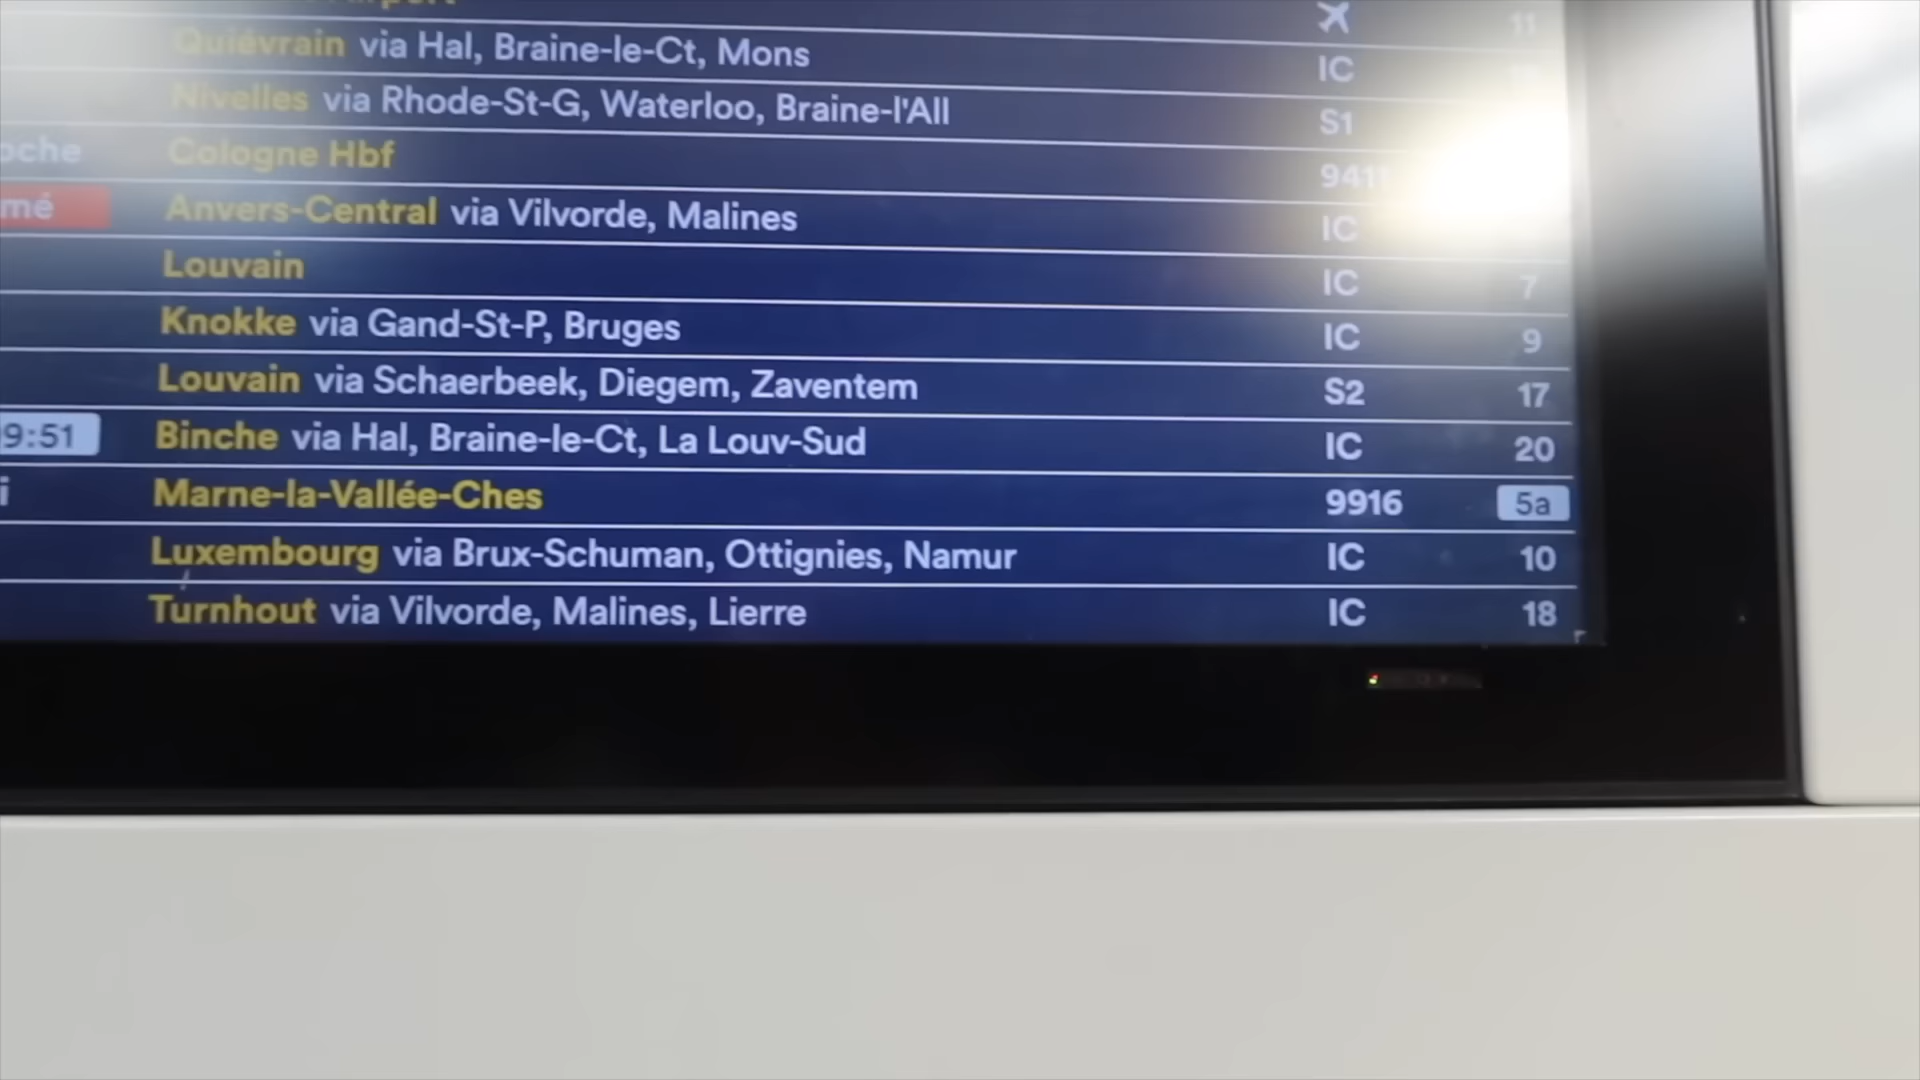 Airport 11
Quiévrain via Hal, Braine-le-Ct, Mons IC
Nivelles via Rhode-St-G, Waterloo, Braine-l'All S1
oche Cologne Hbf 9411
mé Anvers-Central via Vilvorde, Malines IC
Louvain IC 7
Knokke via Gand-St-P, Bruges IC 9
Louvain via Schaerbeek, Diegem, Zaventem S2 17
9:51 Binche via Hal, Braine-le-Ct, La Louv-Sud IC 20
i Marne-la-Vallée-Ches 9916 5a
Luxembourg via Brux-Schuman, Ottignies, Namur IC 10
Turnhout via Vilvorde, Malines, Lierre IC 18